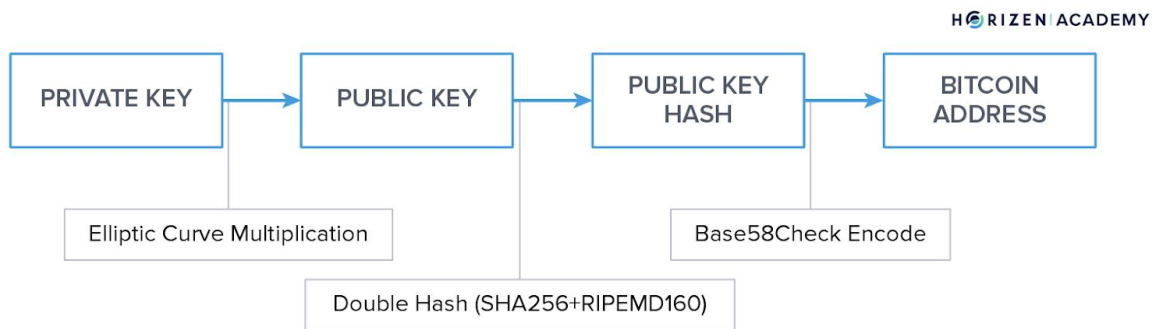 HORIZEN ACADEMY
PRIVATE KEY
PUBLIC KEY
PUBLIC KEY
HASH
BITCOIN
ADDRESS
Elliptic Curve Multiplication
Base58Check Encode
Double Hash (SHA256+RIPEMD160)